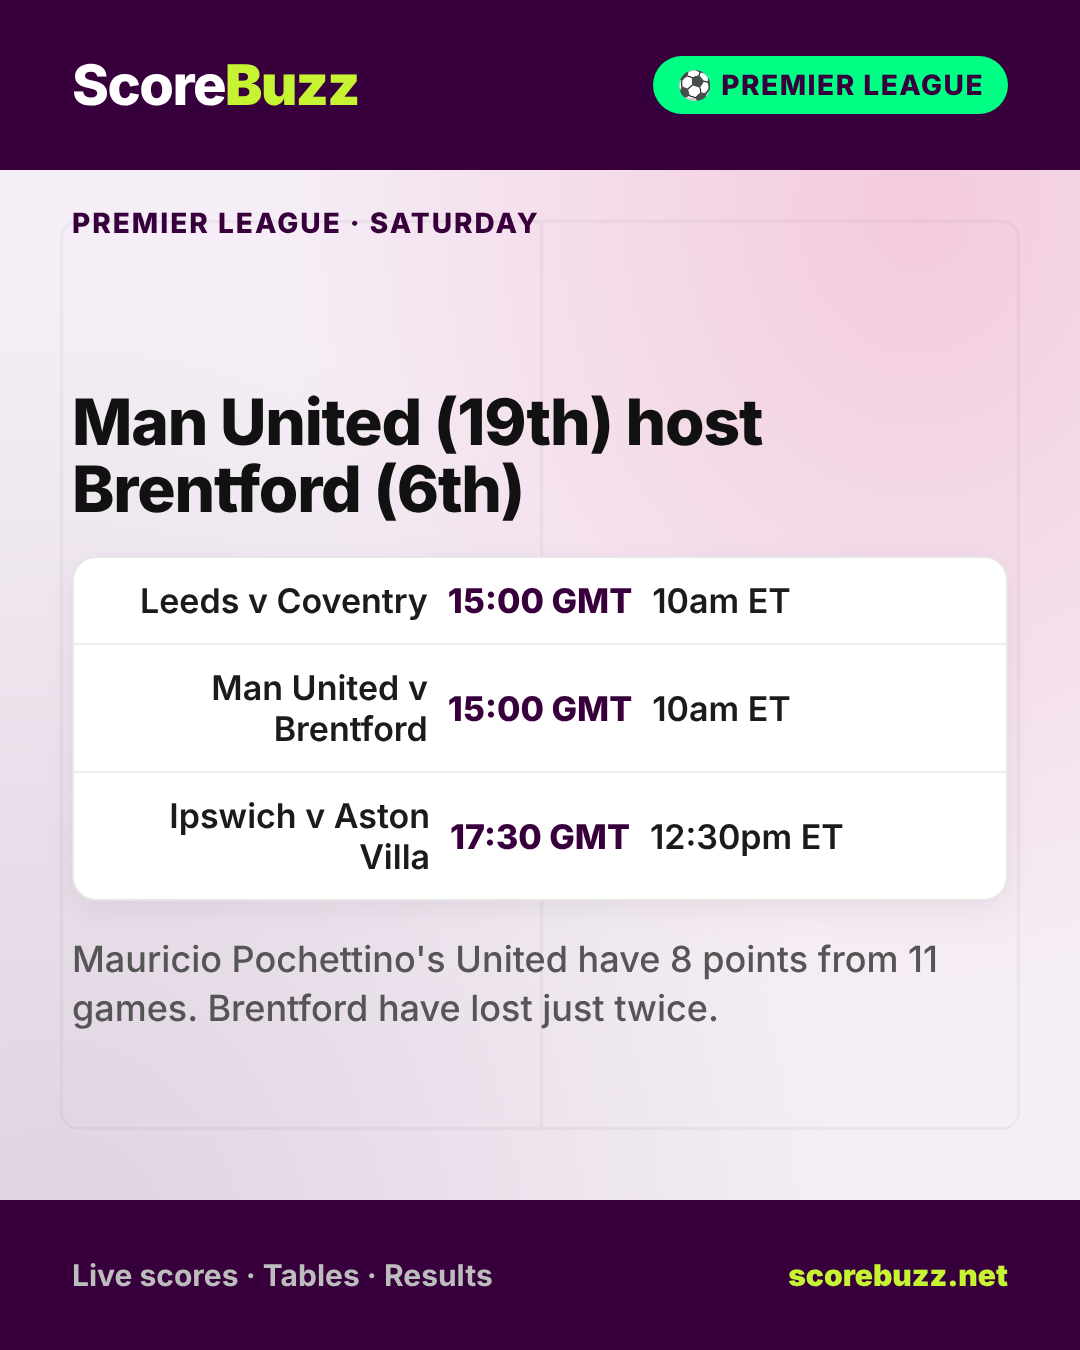 ScoreBuzz
⚽ PREMIER LEAGUE
PREMIER LEAGUE · SATURDAY
Man United (19th) host
Brentford (6th)
Leeds v Coventry 15:00 GMT 10am ET
Man United v
Brentford 15:00 GMT 10am ET
Ipswich v Aston
Villa 17:30 GMT 12:30pm ET
Mauricio Pochettino's United have 8 points from 11
games. Brentford have lost just twice.
Live scores · Tables · Results
scorebuzz.net